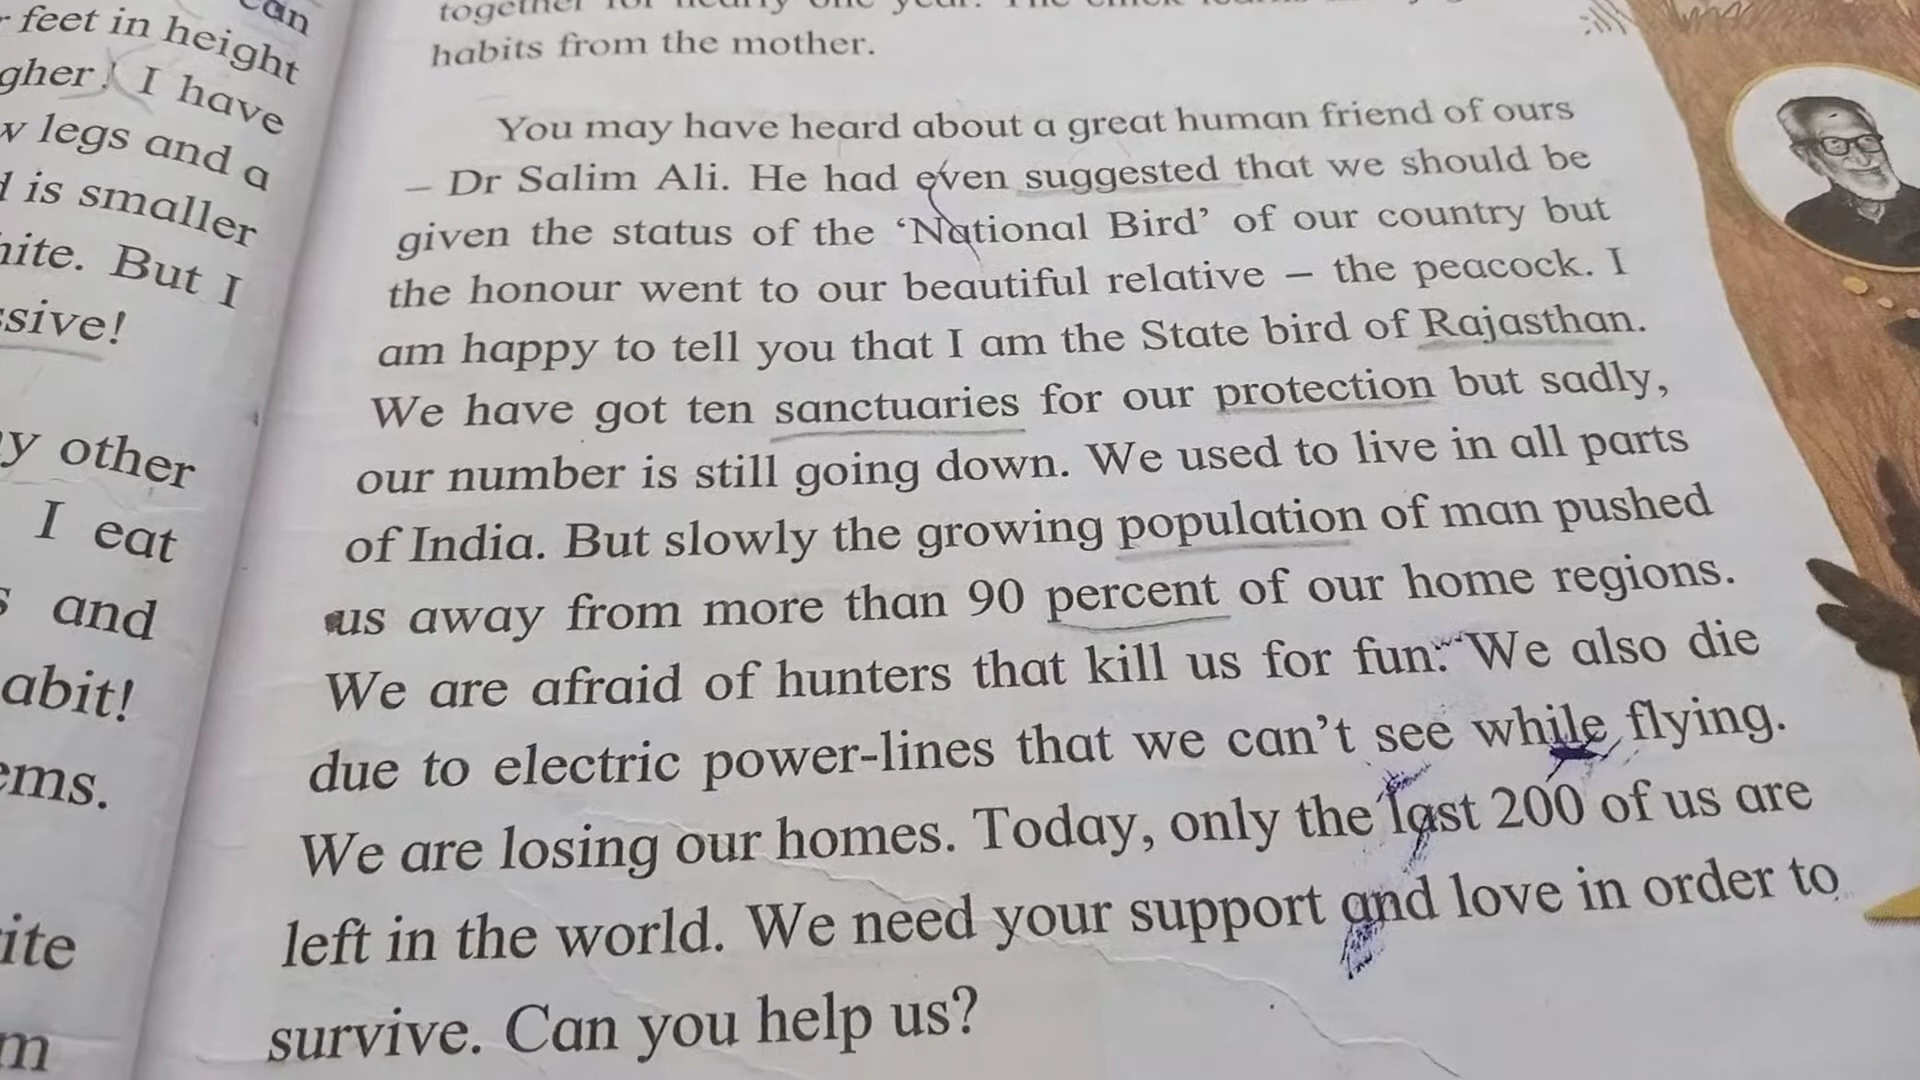 can
feet in height
gher! I have
legs and a
is smaller
ite. But I
sive!
y other
I eat
and
abit!
ms.
ite
m
together for nearly one year. The chick
habits from the mother.
You may have heard about a great human friend of ours
– Dr Salim Ali. He had even suggested that we should be
given the status of the ‘National Bird’ of our country but
the honour went to our beautiful relative – the peacock. I
am happy to tell you that I am the State bird of Rajasthan.
We have got ten sanctuaries for our protection but sadly,
our number is still going down. We used to live in all parts
of India. But slowly the growing population of man pushed
us away from more than 90 percent of our home regions.
We are afraid of hunters that kill us for fun. We also die
due to electric power-lines that we can’t see while flying.
We are losing our homes. Today, only the last 200 of us are
left in the world. We need your support and love in order to
survive. Can you help us?